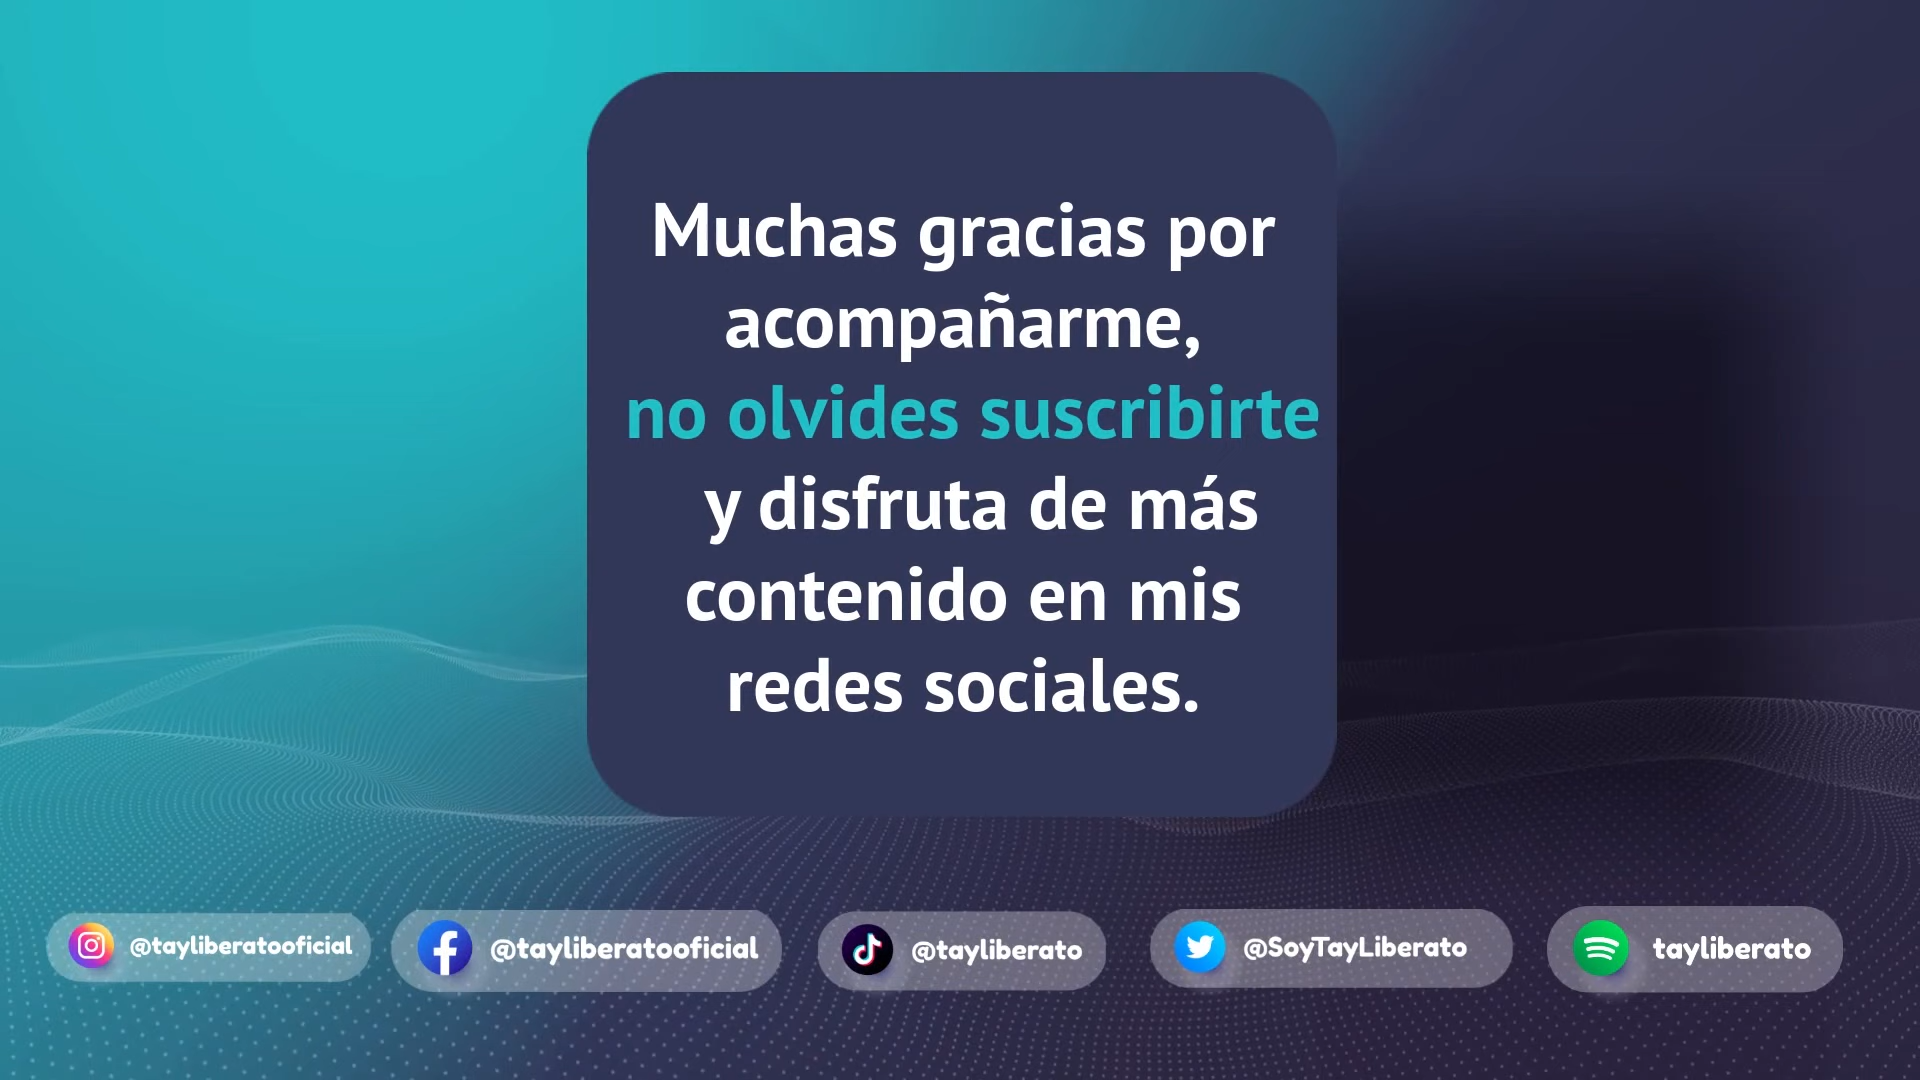 Muchas gracias por
acompañarme,
no olvides suscribirte
y disfruta de más
contenido en mis
redes sociales.
@tayliberatooficial
@tayliberatooficial
@tayliberato
@SoyTayLiberato
tayliberato